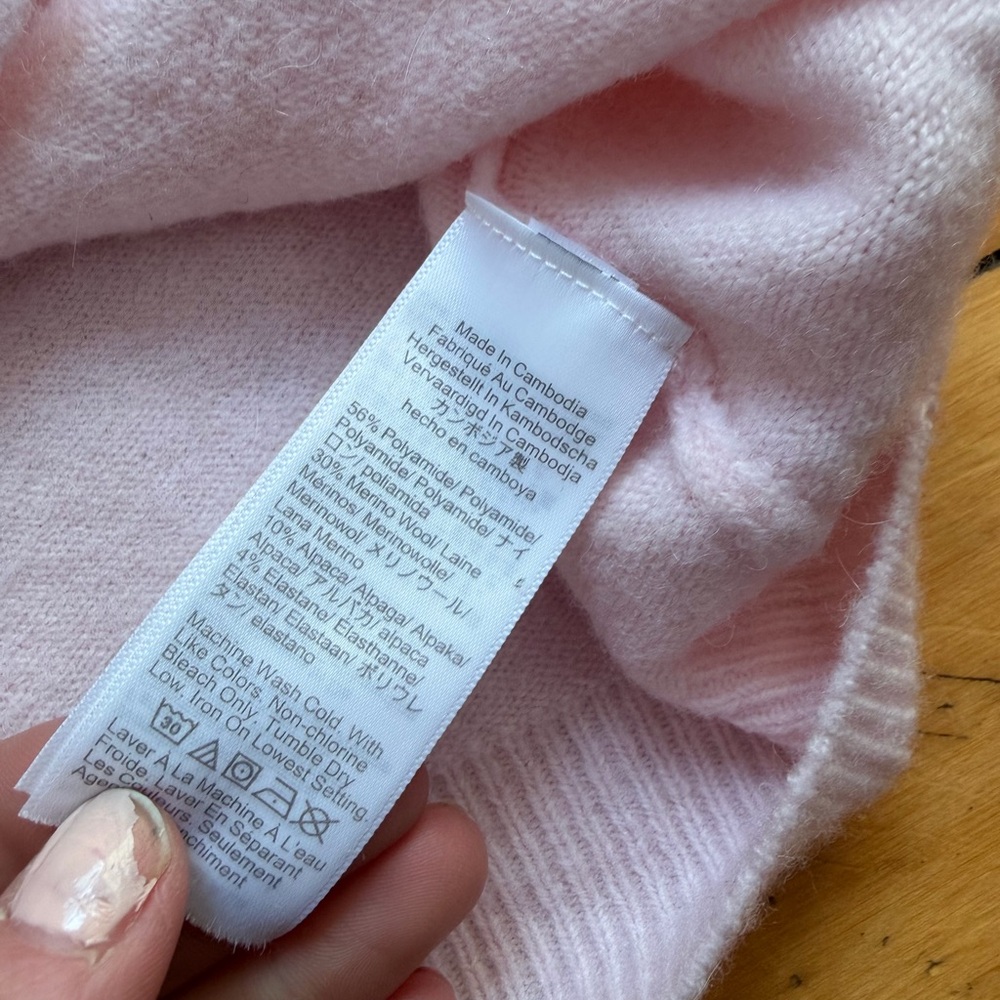 Made In Cambodia
Fabriqué Au Cambodge
Hergestellt In Kambodscha
Vervaardigd In Cambodja
カンボジア製
hecho en camboya
56% Polyamide/ Polyamide/
Polyamide/ Polyamide/ ナイ
ロン/ poliamida
30% Merino Wool/ Laine
Mérinos/ Merinowolle/
Merinowol/ メリノウール/
Lana Merino
10% Alpaca/ Alpaga/ Alpaka/
Alpaca/ アルパカ/ alpaca
4% Elastane/ Élasthanne/
Elastan/ Elastaan/ ポリウレ
タン/ elastano
Machine Wash Cold. With
Like Colors. Non-chlorine
Bleach Only. Tumble Dry
Low. Iron On Lowest Setting.
30
Laver À La Machine À L'eau
Froide. Laver En Séparant
Les Couleurs. Seulement